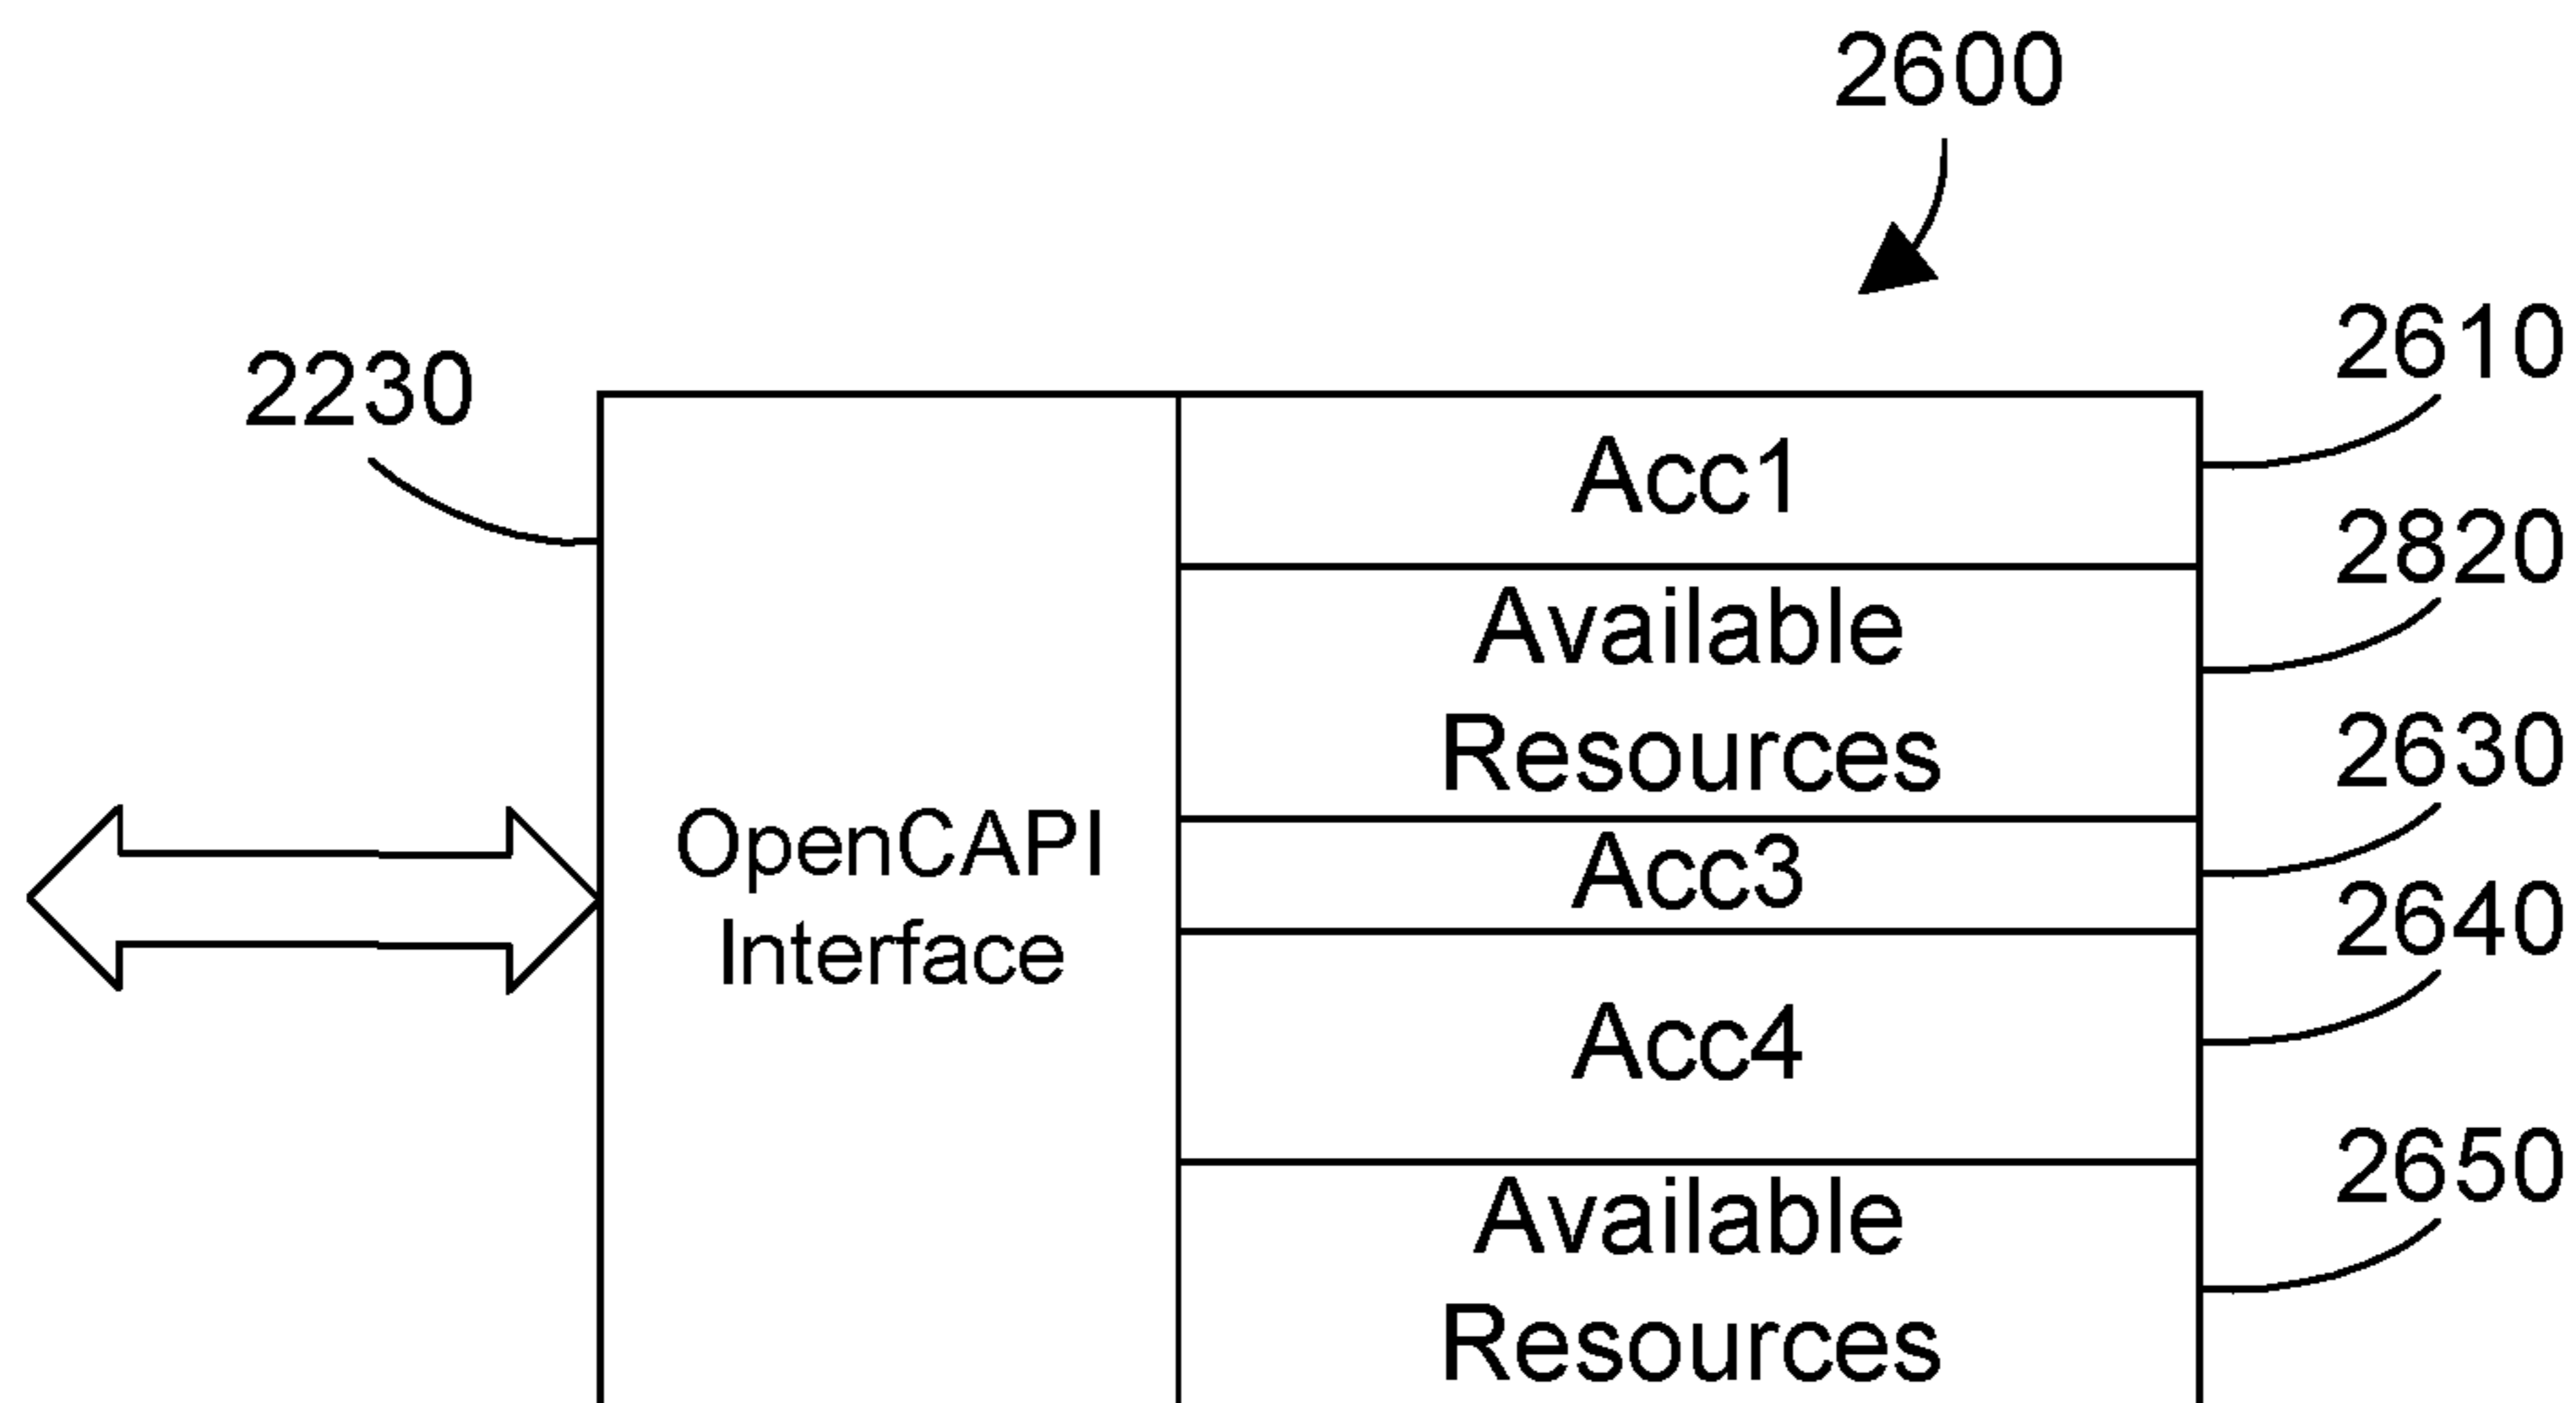 2600
2610
2230
Acc1
2820
Available
Resources
2630
OpenCAPI
Interface
Acc3
2640
Acc4
2650
Available
Resources